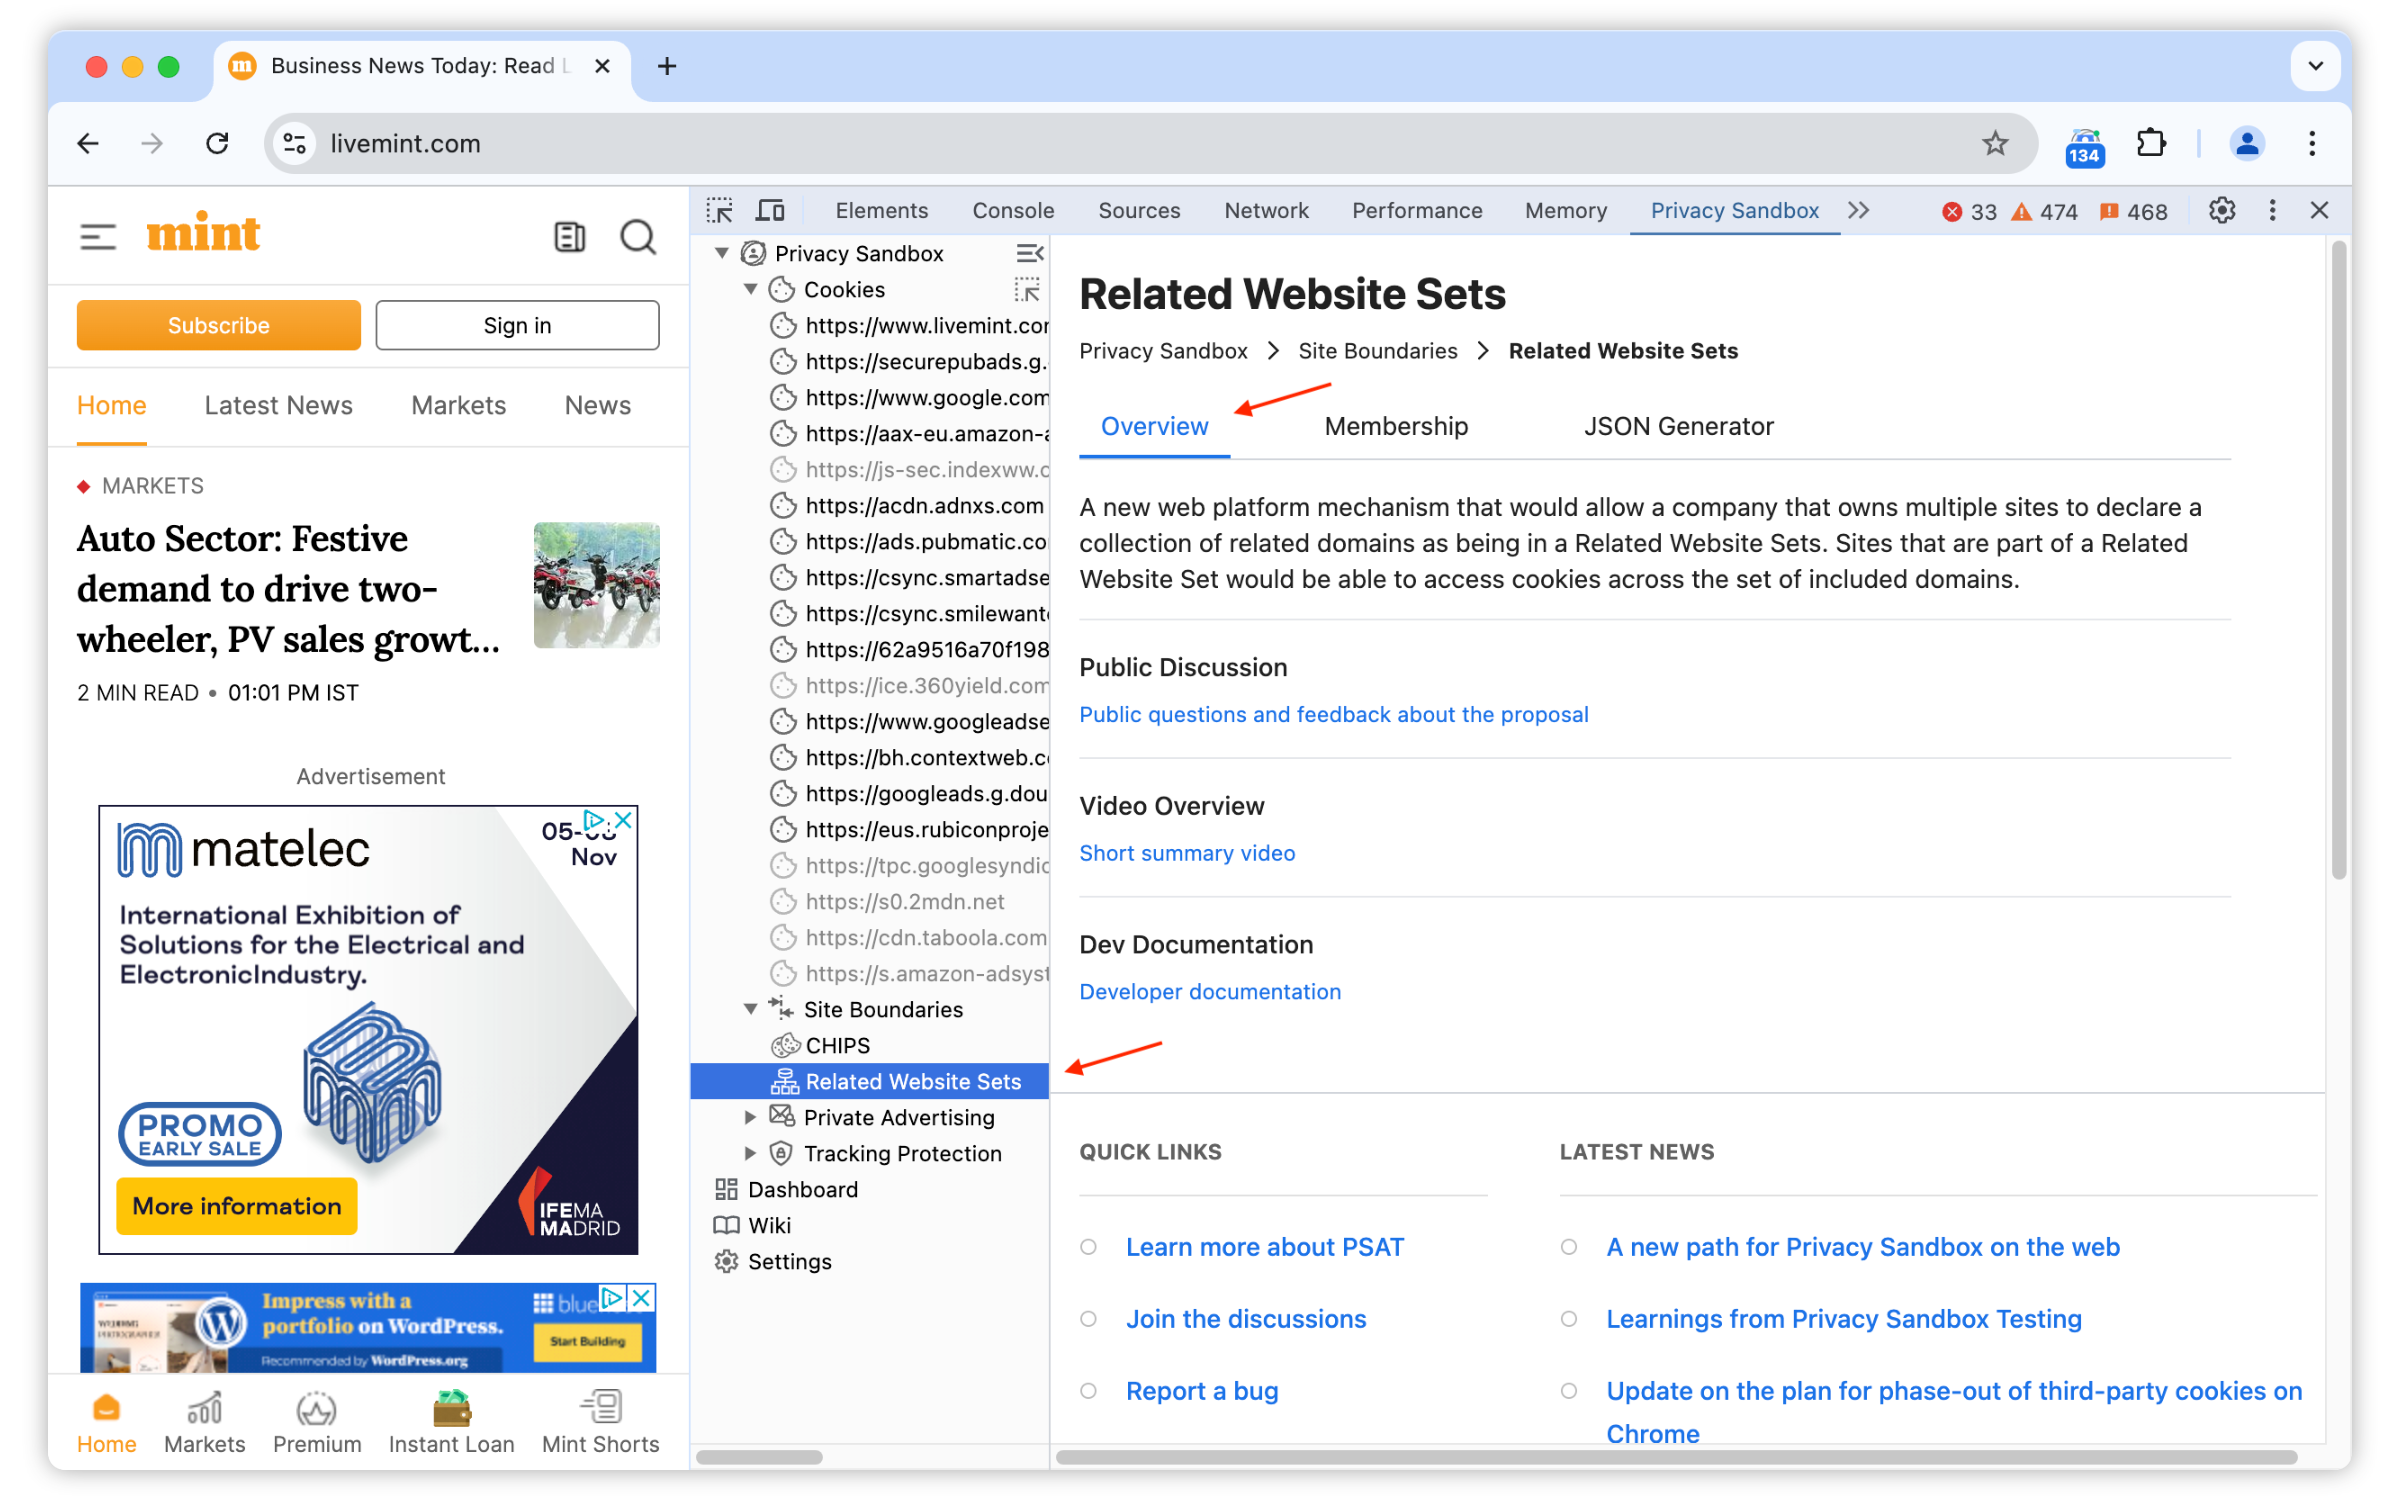 Business News Today: Read L
livemint.com
134
mint
Subscribe
Sign in
Home
Latest News
Markets
News
MARKETS
Auto Sector: Festive
demand to drive two-
wheeler, PV sales growt...
2 MIN READ • 01:01 PM IST
Advertisement
matelec
05-08
Nov
International Exhibition of
Solutions for the Electrical and
ElectronicIndustry.
PROMO
EARLY SALE
More information
IFEMA
MADRID
Impress with a
portfolio on WordPress.
Recommended by WordPress.org
blue
Start Building
Home
Markets
Premium
Instant Loan
Mint Shorts
Elements
Console
Sources
Network
Performance
Memory
Privacy Sandbox
33
474
468
Privacy Sandbox
Cookies
https://www.livemint.cor
https://securepubads.g.
https://www.google.com
https://aax-eu.amazon-a
https://js-sec.indexww.c
https://acdn.adnxs.com
https://ads.pubmatic.co
https://csync.smartadse
https://csync.smilewant
https://62a9516a70f198
https://ice.360yield.com
https://www.googleadse
https://bh.contextweb.c
https://googleads.g.dou
https://eus.rubiconproje
https://tpc.googlesyndic
https://s0.2mdn.net
https://cdn.taboola.com
https://s.amazon-adsyst
Site Boundaries
CHIPS
Related Website Sets
Private Advertising
Tracking Protection
Dashboard
Wiki
Settings
Related Website Sets
Privacy Sandbox > Site Boundaries > Related Website Sets
Overview
Membership
JSON Generator
A new web platform mechanism that would allow a company that owns multiple sites to declare a
collection of related domains as being in a Related Website Sets. Sites that are part of a Related
Website Set would be able to access cookies across the set of included domains.
Public Discussion
Public questions and feedback about the proposal
Video Overview
Short summary video
Dev Documentation
Developer documentation
QUICK LINKS
Learn more about PSAT
Join the discussions
Report a bug
LATEST NEWS
A new path for Privacy Sandbox on the web
Learnings from Privacy Sandbox Testing
Update on the plan for phase-out of third-party cookies on
Chrome